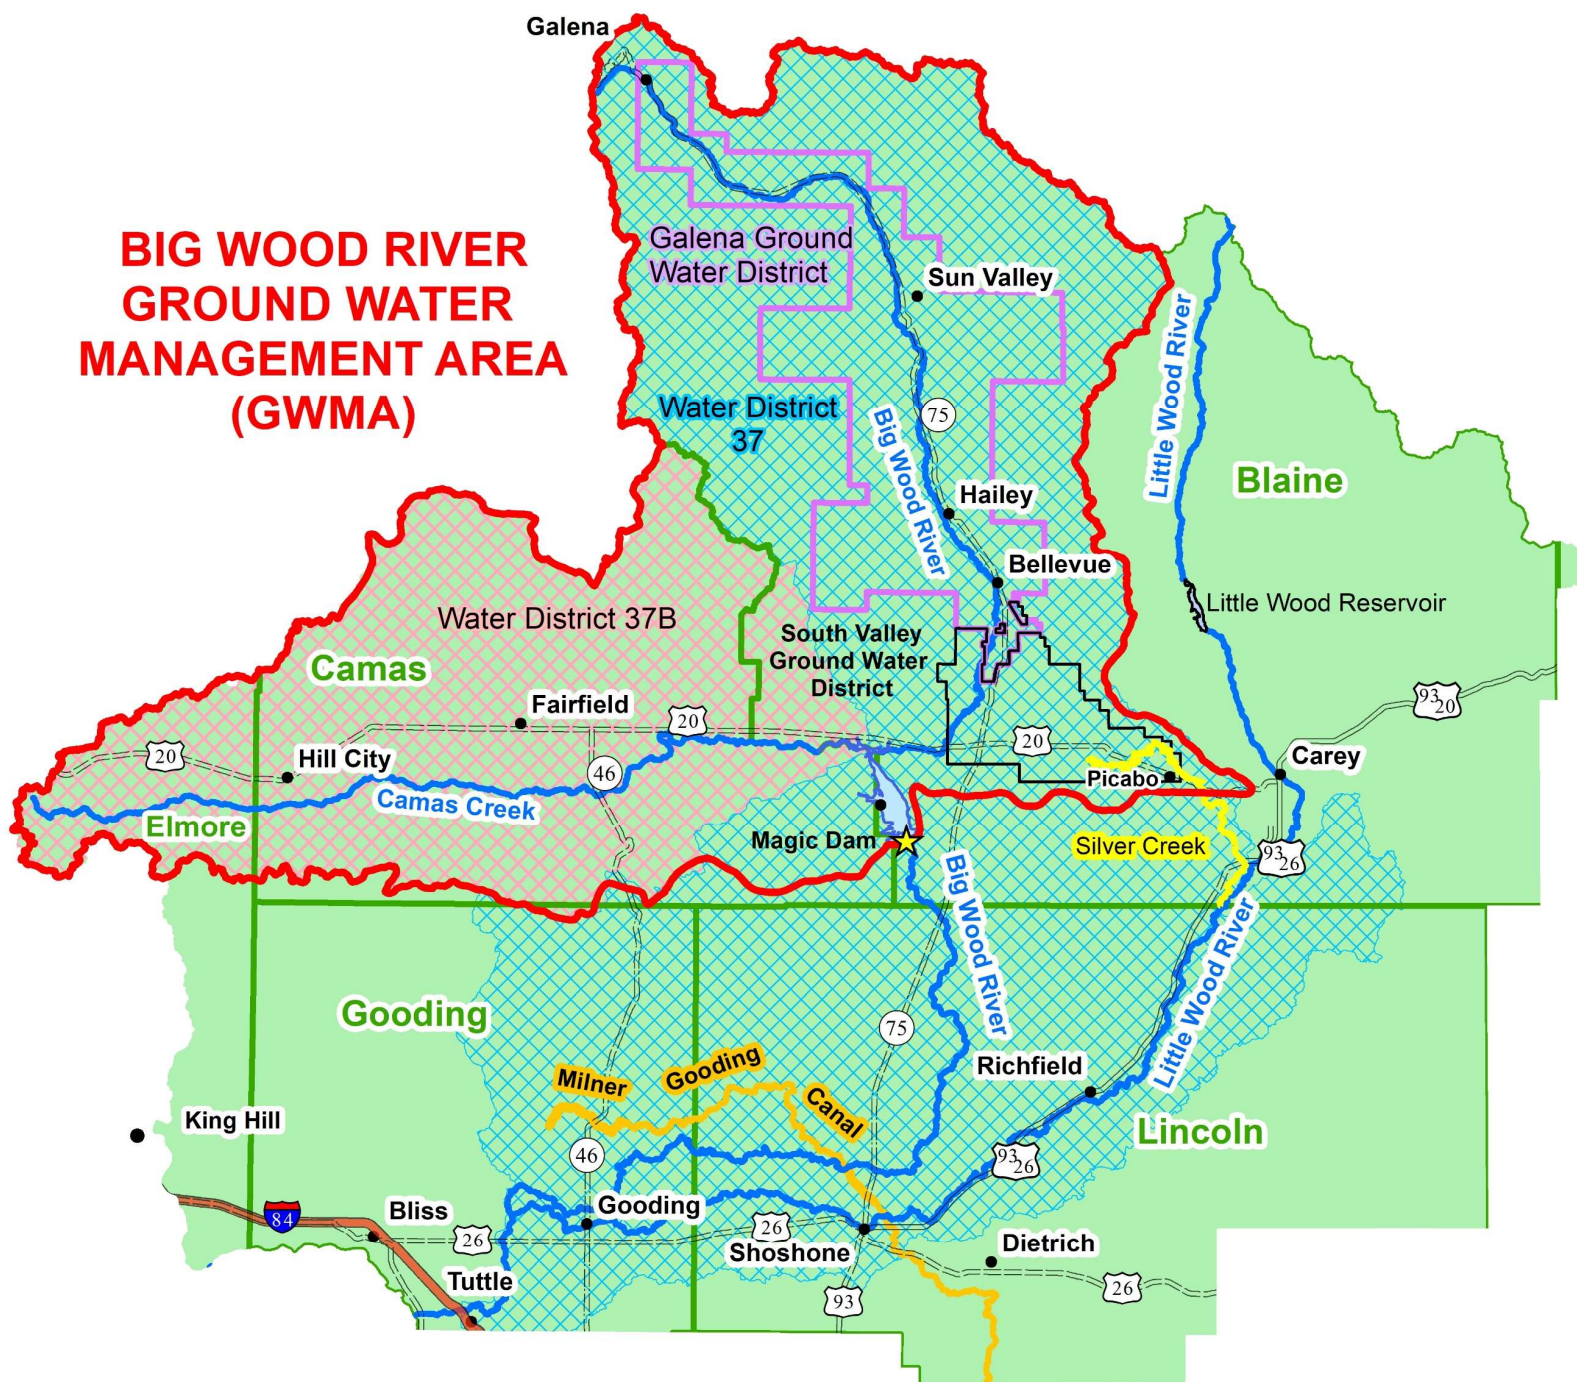 Galena
BIG WOOD RIVER
GROUND WATER
MANAGEMENT AREA
(GWMA)
Galena Ground
Water District
Sun Valley
Little Wood River
Water District
37
75
Big Wood River
Blaine
Hailey
Bellevue
Little Wood Reservoir
Water District 37B
South Valley
Ground Water
District
Camas
Fairfield
20
20
20
93
20
Hill City
46
Carey
Picabo
Camas Creek
Elmore
Magic Dam
Silver Creek
93
26
Big Wood River
Little Wood River
Gooding
75
Milner
Gooding
Canal
Richfield
King Hill
Lincoln
46
93
26
84
Bliss
26
Gooding
26
Shoshone
Dietrich
Tuttle
26
93